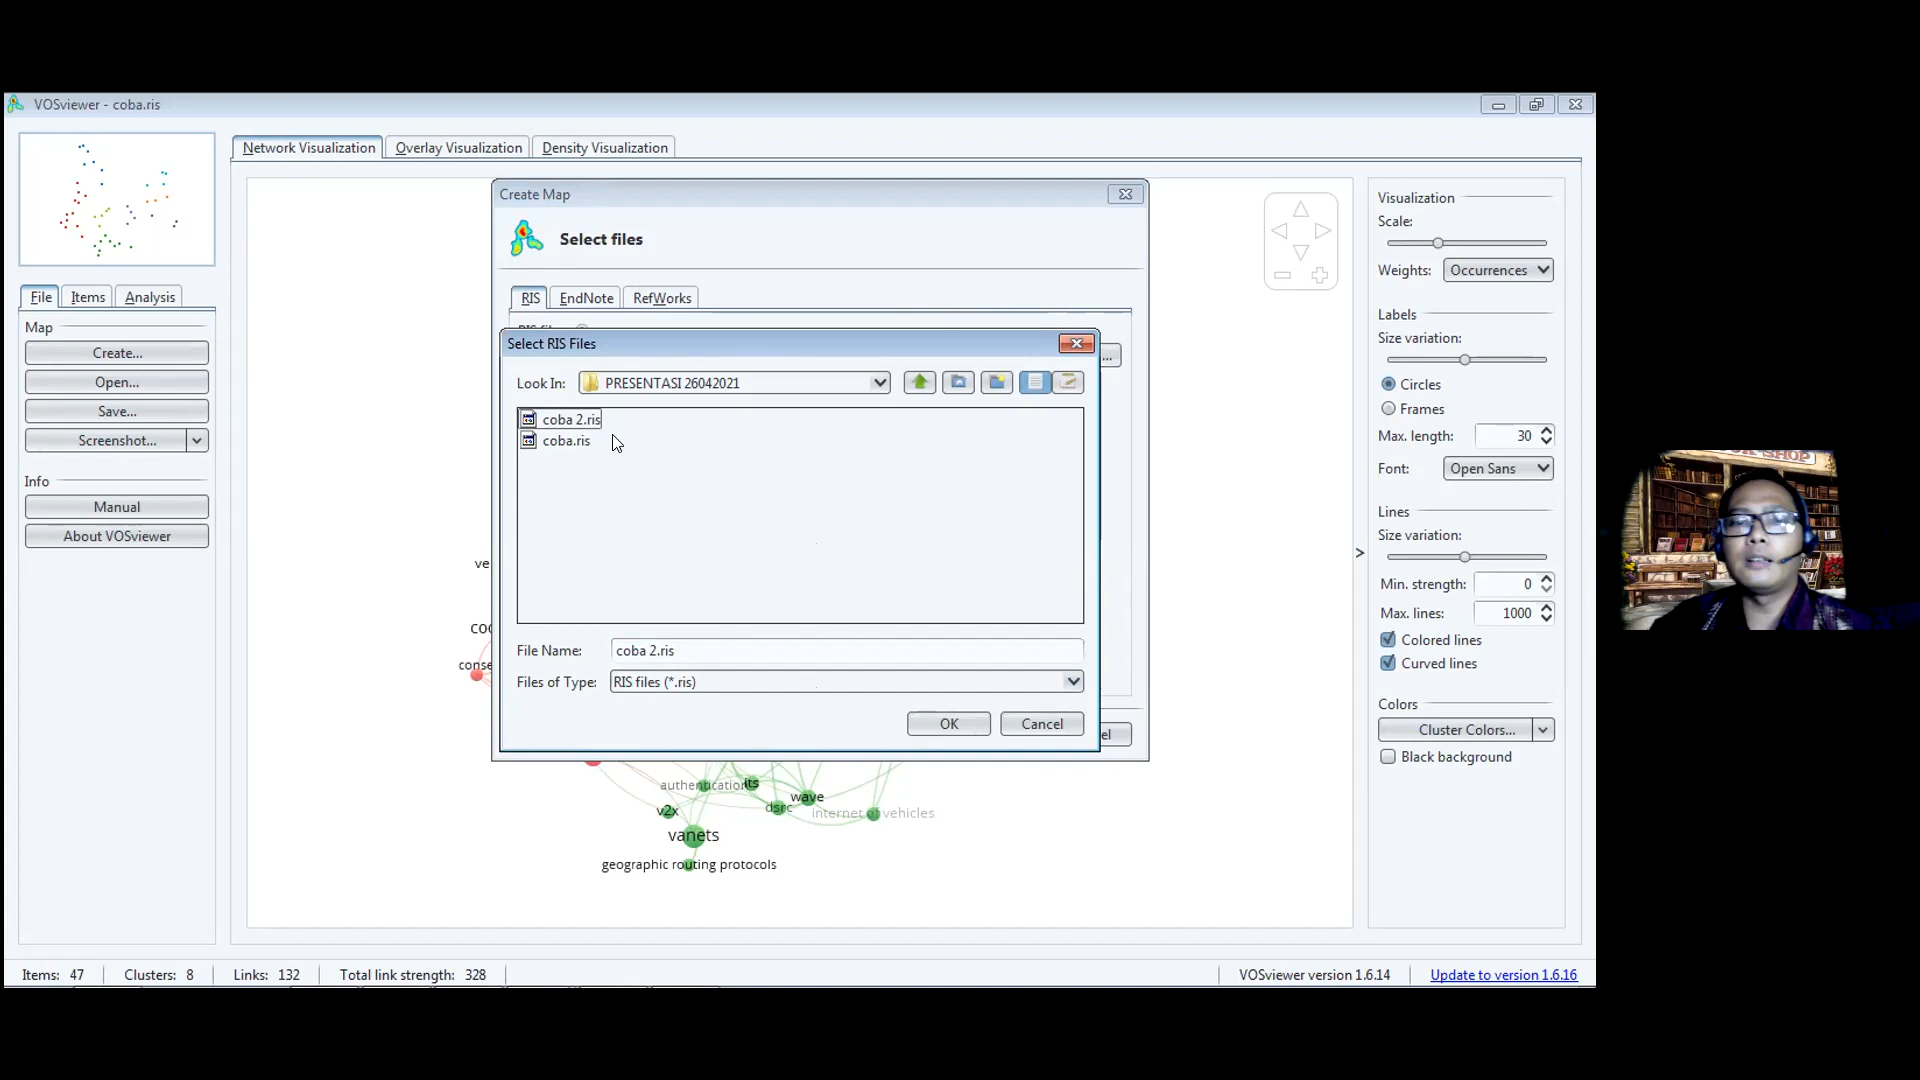 VOSviewer - coba.ris
Network Visualization
Overlay Visualization
Density Visualization
File
Items
Analysis
Map
Create...
Open...
Save...
Screenshot...
Info
Manual
About VOSviewer
Create Map
Select files
RIS
EndNote
RefWorks
...
Select RIS Files
Look In:
PRESENTASI 26042021
coba 2.ris
coba.ris
File Name:
coba 2.ris
Files of Type:
RIS files (*.ris)
OK
Cancel
el
ve
coo
conse
authentication
its
wave
v2x
dsrc
internet of vehicles
vanets
geographic routing protocols
>
Visualization
Scale:
Weights:
Occurrences
Labels
Size variation:
Circles
Frames
Max. length:
30
Font:
Open Sans
Lines
Size variation:
Min. strength:
0
Max. lines:
1000
Colored lines
Curved lines
Colors
Cluster Colors...
Black background
SHOP
Items: 47
Clusters: 8
Links: 132
Total link strength: 328
VOSviewer version 1.6.14
Update to version 1.6.16